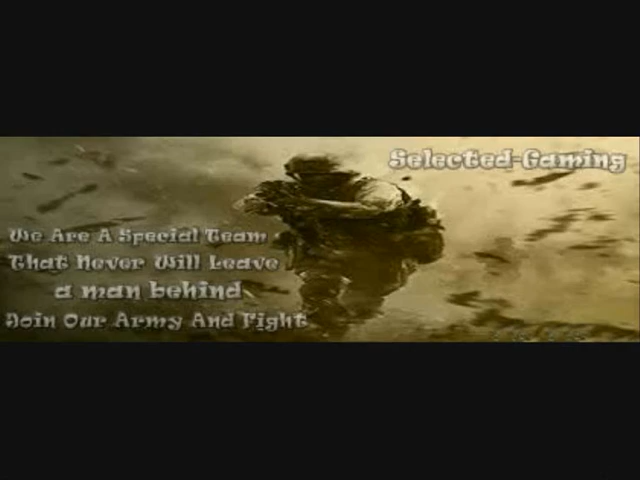 Selected-Gaming
We Are A Special Team
That Never Will Leave
a man behind
Join Our Army And Fight